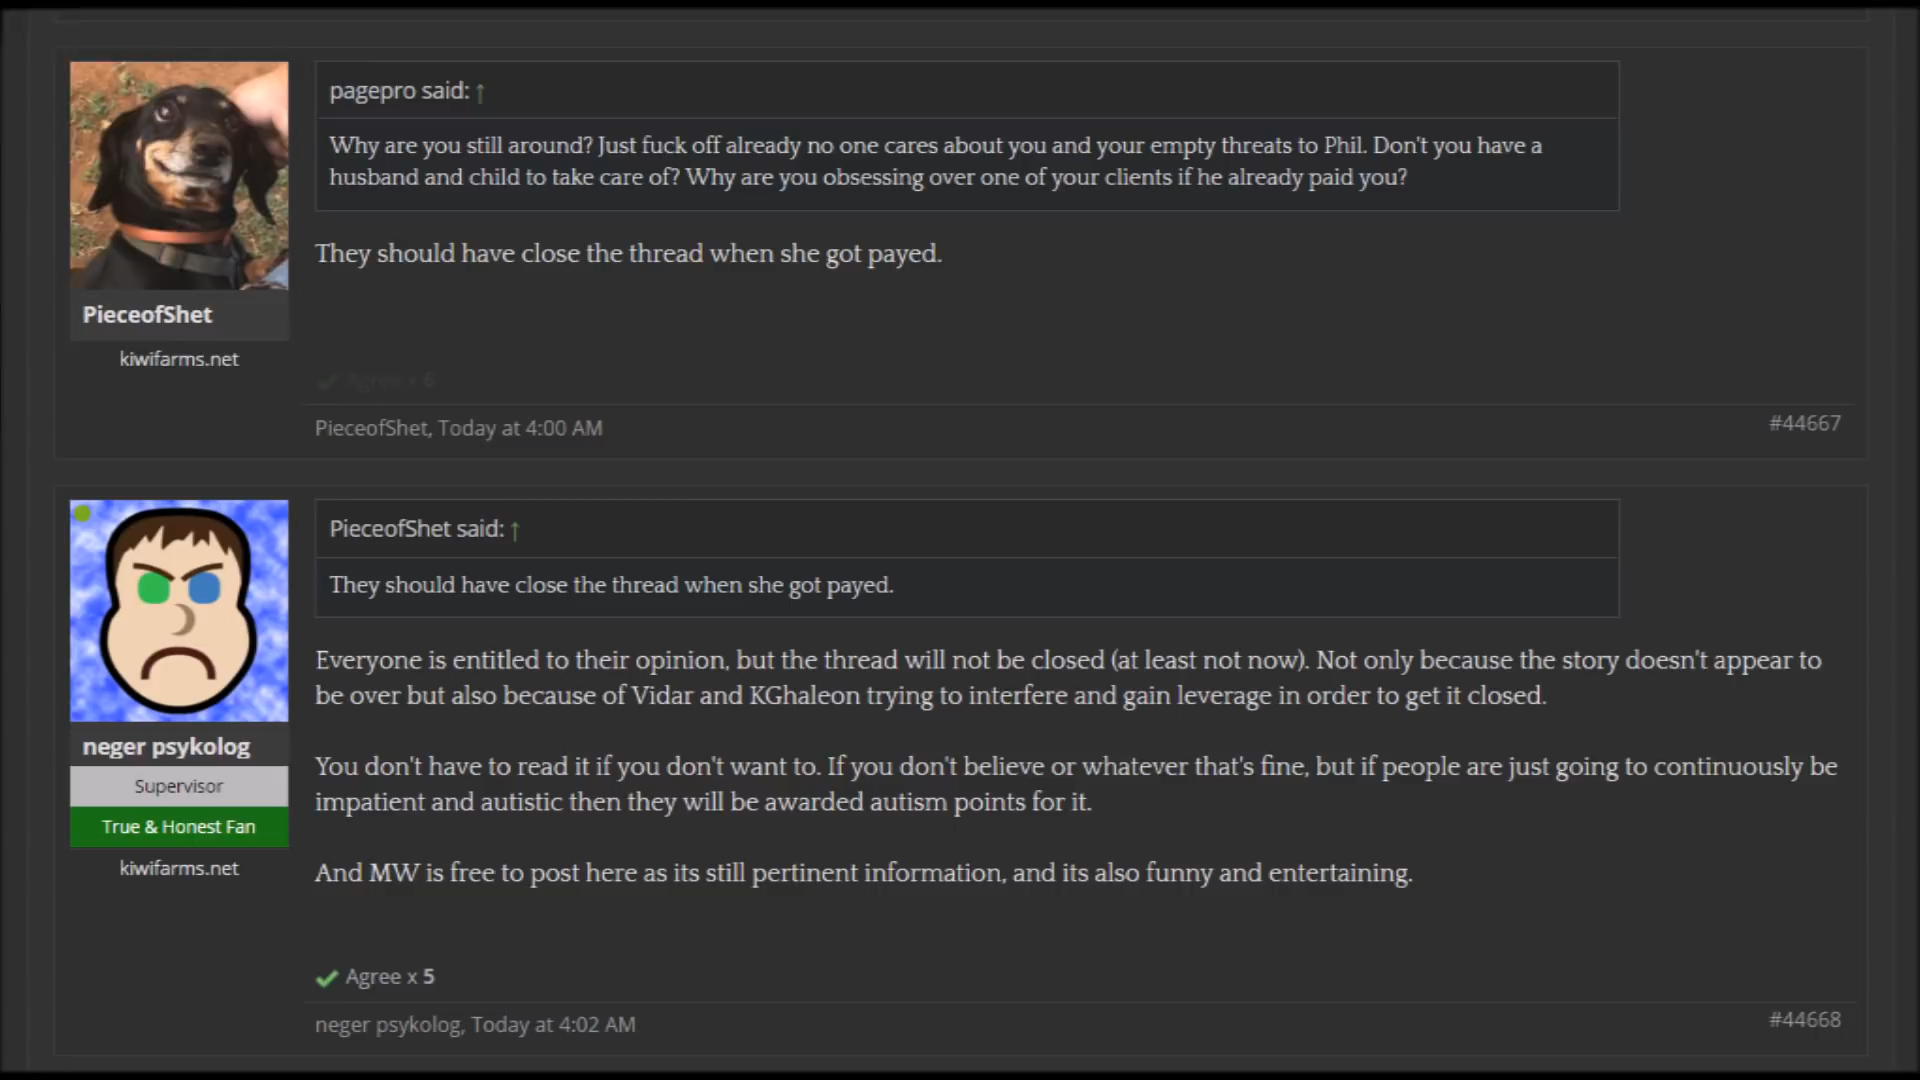 pagepro said: ↑
Why are you still around? Just fuck off already no one cares about you and your empty threats to Phil. Don't you have a
husband and child to take care of? Why are you obsessing over one of your clients if he already paid you?
They should have close the thread when she got payed.
PieceofShet
kiwifarms.net
Agree x 6
PieceofShet, Today at 4:00 AM
#44667
PieceofShet said: ↑
They should have close the thread when she got payed.
Everyone is entitled to their opinion, but the thread will not be closed (at least not now). Not only because the story doesn't appear to
be over but also because of Vidar and KGhaleon trying to interfere and gain leverage in order to get it closed.
You don't have to read it if you don't want to. If you don't believe or whatever that's fine, but if people are just going to continuously be
impatient and autistic then they will be awarded autism points for it.
And MW is free to post here as its still pertinent information, and its also funny and entertaining.
neger psykolog
Supervisor
True & Honest Fan
kiwifarms.net
Agree x 5
neger psykolog, Today at 4:02 AM
#44668